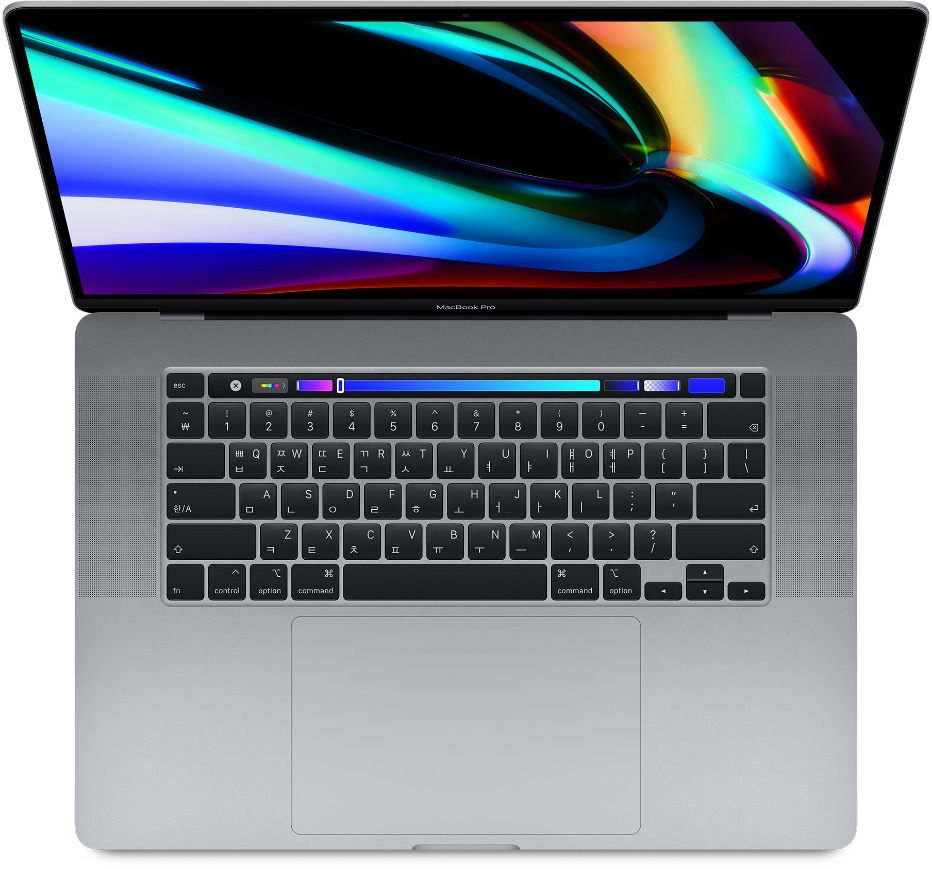 MacBook Pro
esc
~ ! @ # $ % ^ & * ( ) — +
₩ 1 2 3 4 5 6 7 8 9 0 - =
ㅃ Q ㅉ W ㄸ E ㄲ R ㅆ T Y U I ㅒ O ㅖ P { } |
ㅂ ㅈ ㄷ ㄱ ㅅ ㅛ ㅕ ㅑ ㅐ ㅔ [ ] \
• A S D F G H J K L : "
한/A ㅁ ㄴ ㅇ ㄹ ㅎ ㅗ ㅓ ㅏ ㅣ ; '
Z X C V B N M < > ?
ㅋ ㅌ ㅊ ㅍ ㅠ ㅜ ㅡ , . /
^ ⌥ ⌘ ⌘ ⌥
fn control option command command option